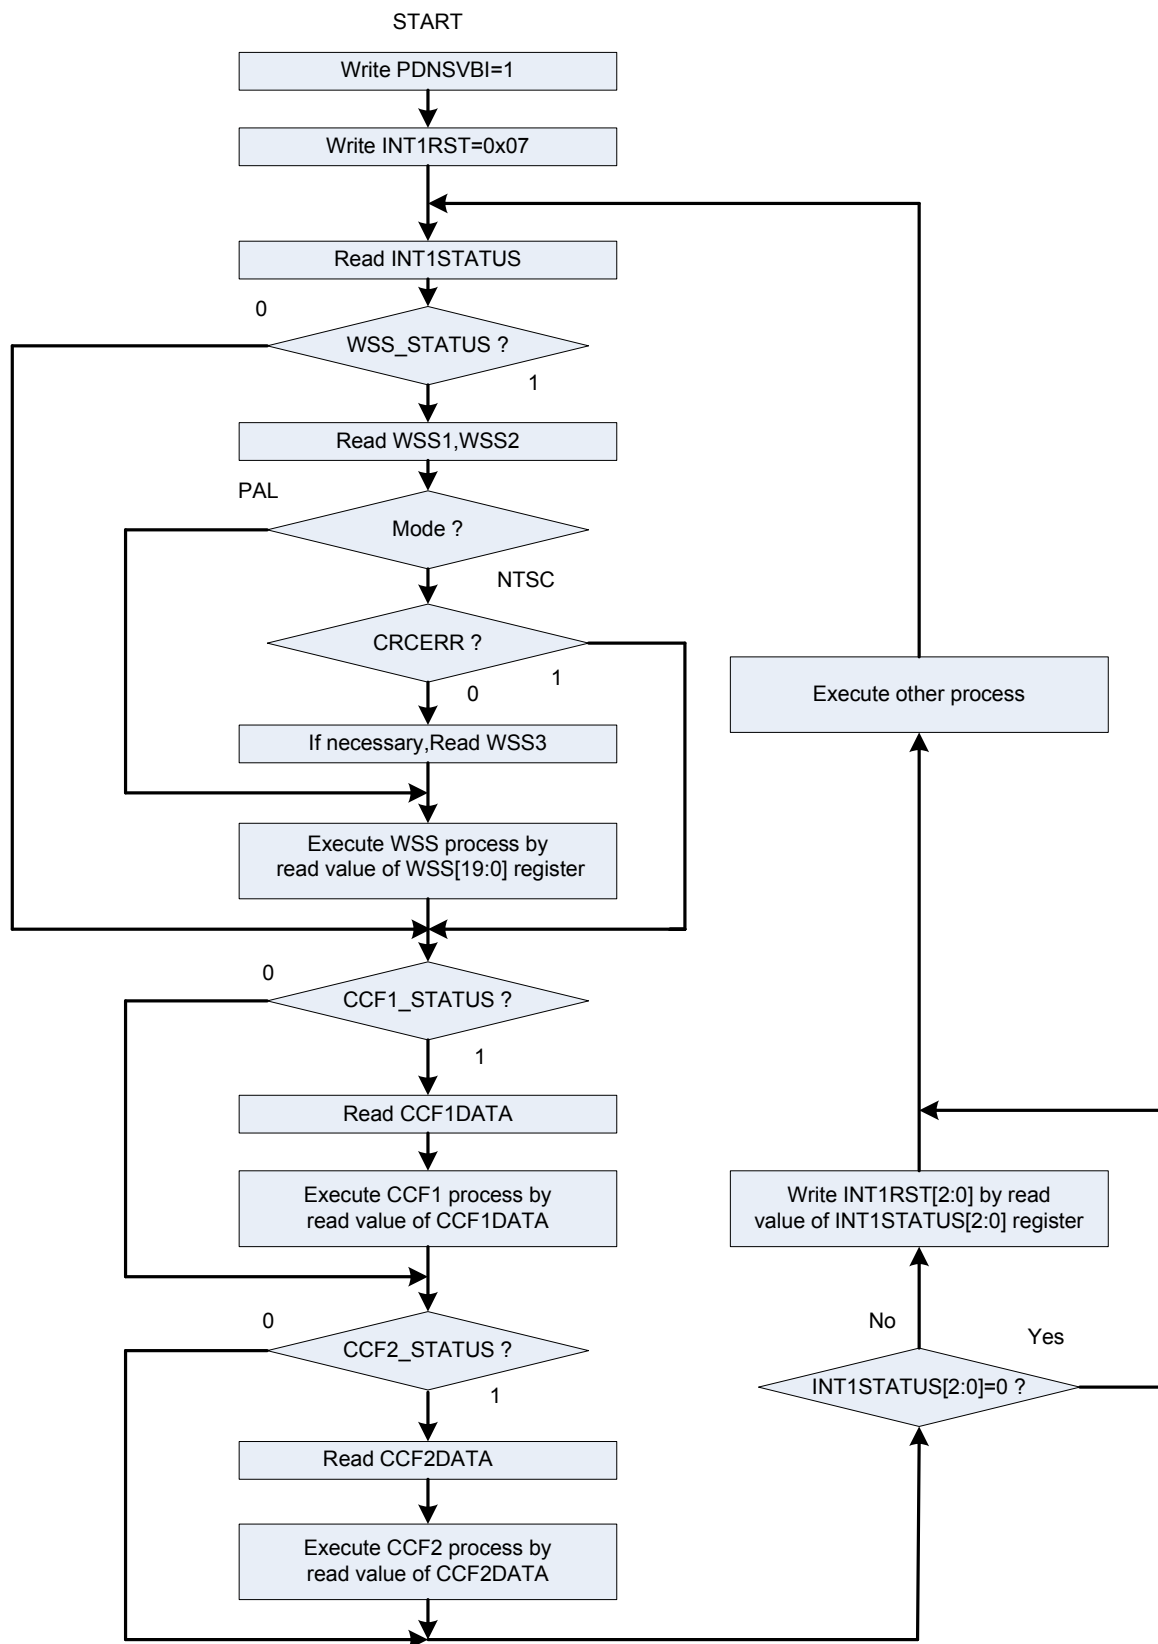 START
Write PDNSVBI=1
Write INT1RST=0x07
Read INT1STATUS
0
WSS_STATUS ?
1
Read WSS1,WSS2
PAL
Mode ?
NTSC
CRCERR ?
1
0
If necessary,Read WSS3
Execute WSS process by
read value of WSS[19:0] register
0
CCF1_STATUS ?
1
Read CCF1DATA
Execute CCF1 process by
read value of CCF1DATA
0
CCF2_STATUS ?
1
Read CCF2DATA
Execute CCF2 process by
read value of CCF2DATA
INT1STATUS[2:0]=0 ?
No
Yes
Write INT1RST[2:0] by read
value of INT1STATUS[2:0] register
Execute other process